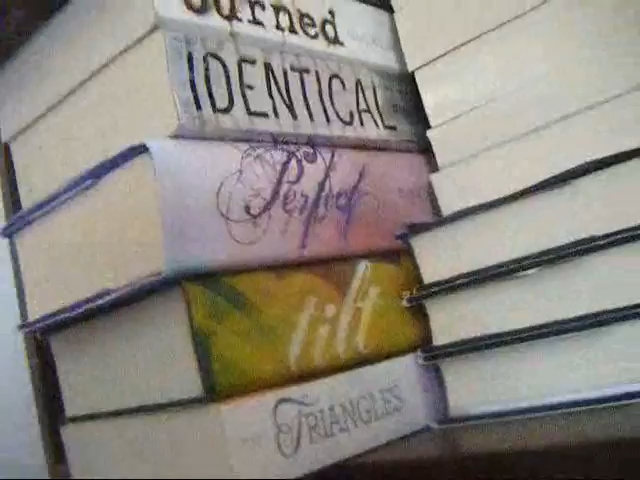 Burned
IDENTICAL
Perfect
tilt
TRIANGLES